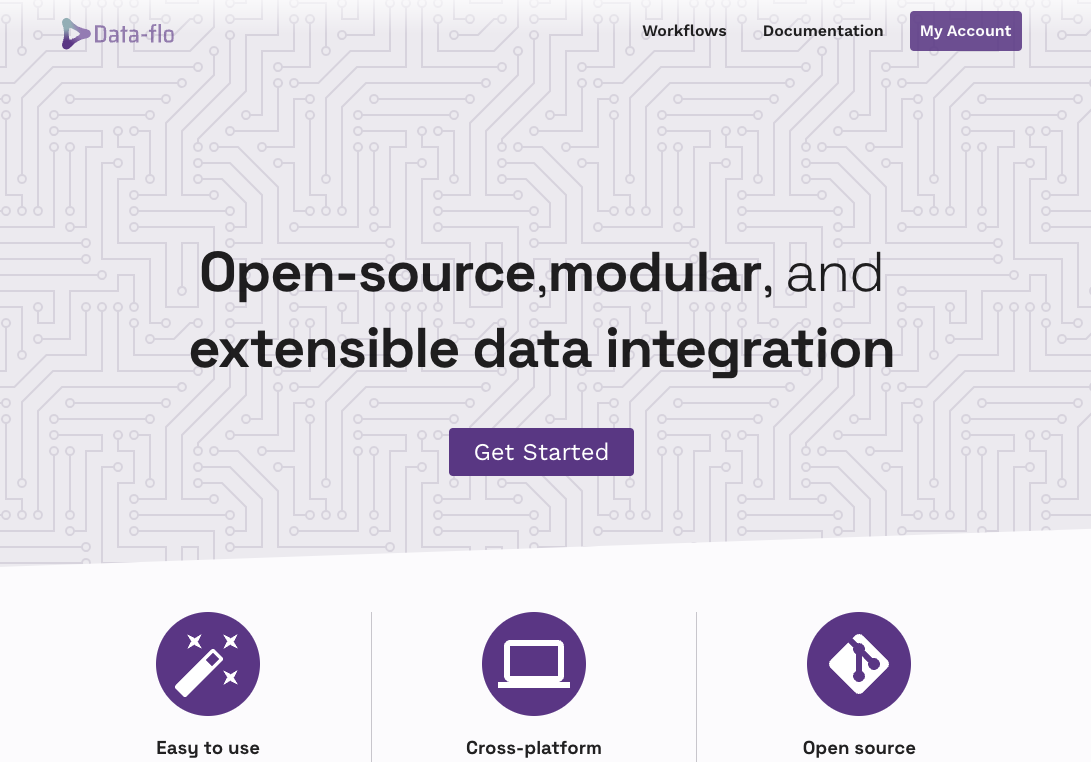 Data-flo
Workflows Documentation My Account
Open-source,modular, and
extensible data integration
Get Started
Easy to use
Cross-platform
Open source